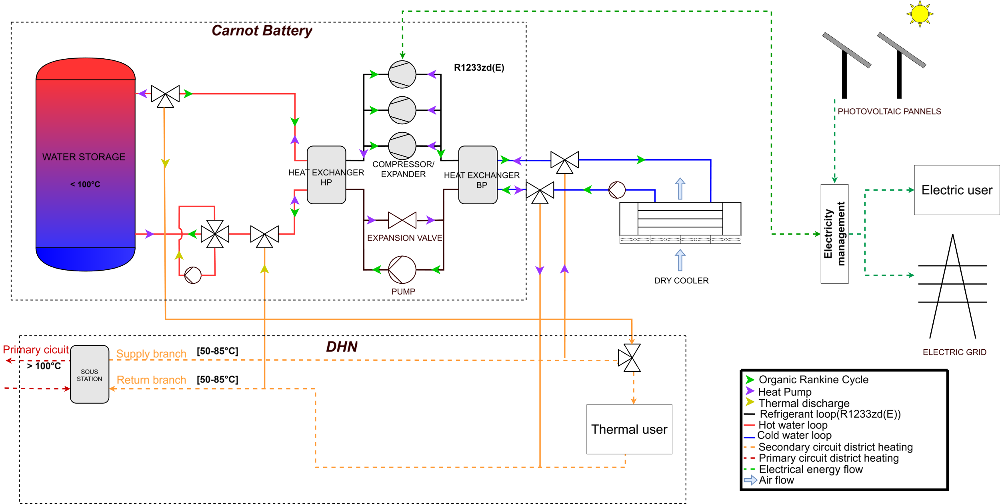 Carnot Battery
R1233zd(E)
PHOTOVOLTAIC PANNELS
WATER STORAGE
< 100°C
HEAT EXCHANGER
HP
COMPRESSOR/
EXPANDER
HEAT EXCHANGER
BP
Electric user
Electricity
management
EXPANSION VALVE
PUMP
DRY COOLER
ELECTRIC GRID
DHN
Primary cicuit
> 100°C
SOUS
STATION
Supply branch [50-85°C]
Return branch [50-85°C]
Thermal user
Organic Rankine Cycle
Heat Pump
Thermal discharge
Refrigerant loop(R1233zd(E))
Hot water loop
Cold water loop
Secondary circuit district heating
Primary circuit district heating
Electrical energy flow
Air flow